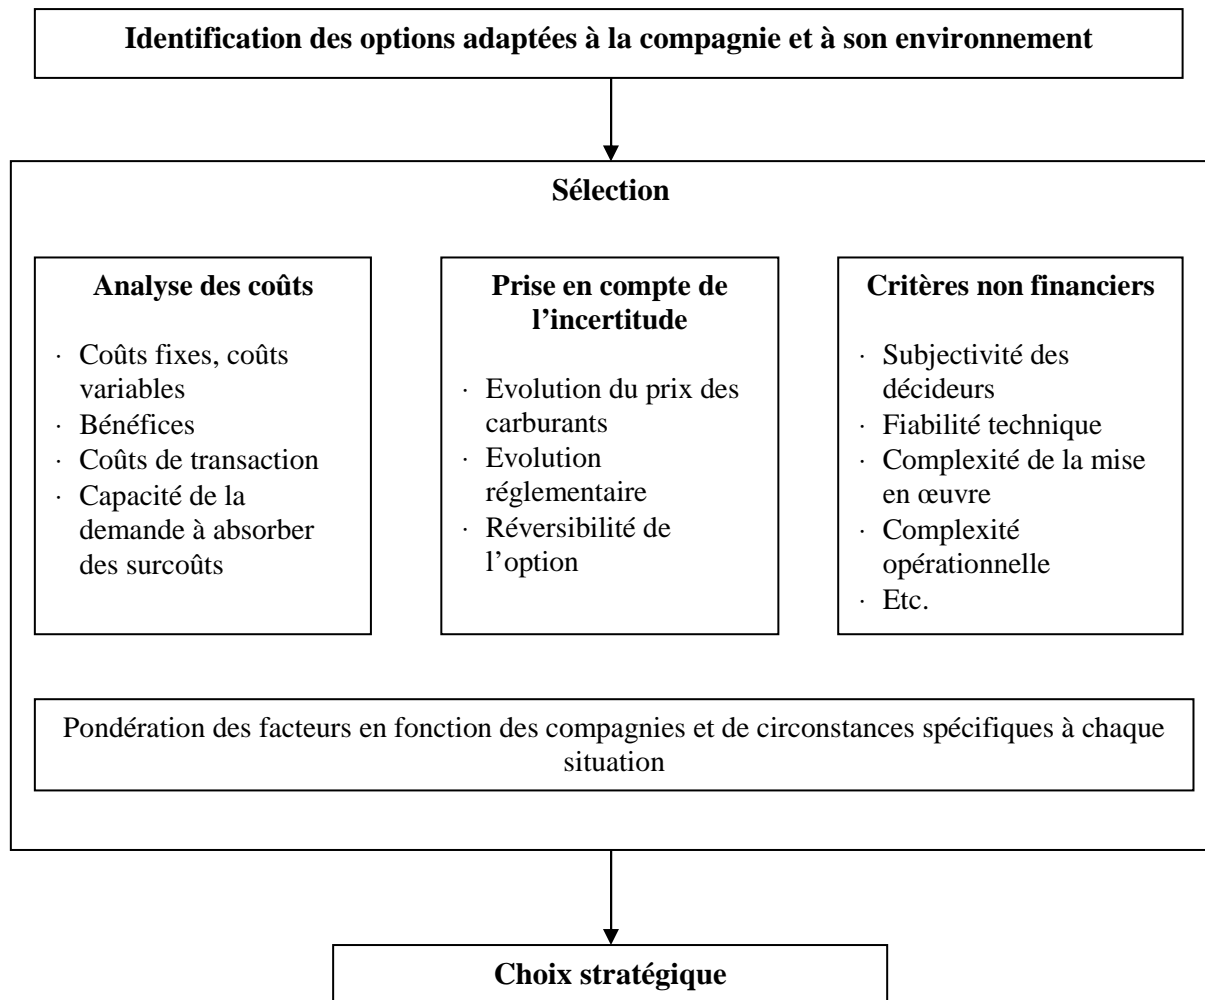 Identification des options adaptées à la compagnie et à son environnement
Sélection
Analyse des coûts
· Coûts fixes, coûts
variables
· Bénéfices
· Coûts de transaction
· Capacité de la
demande à absorber
des surcoûts
Prise en compte de
l’incertitude
· Evolution du prix des
carburants
· Evolution
réglementaire
· Réversibilité de
l’option
Critères non financiers
· Subjectivité des
décideurs
· Fiabilité technique
· Complexité de la mise
en œuvre
· Complexité
opérationnelle
· Etc.
Pondération des facteurs en fonction des compagnies et de circonstances spécifiques à chaque
situation
Choix stratégique